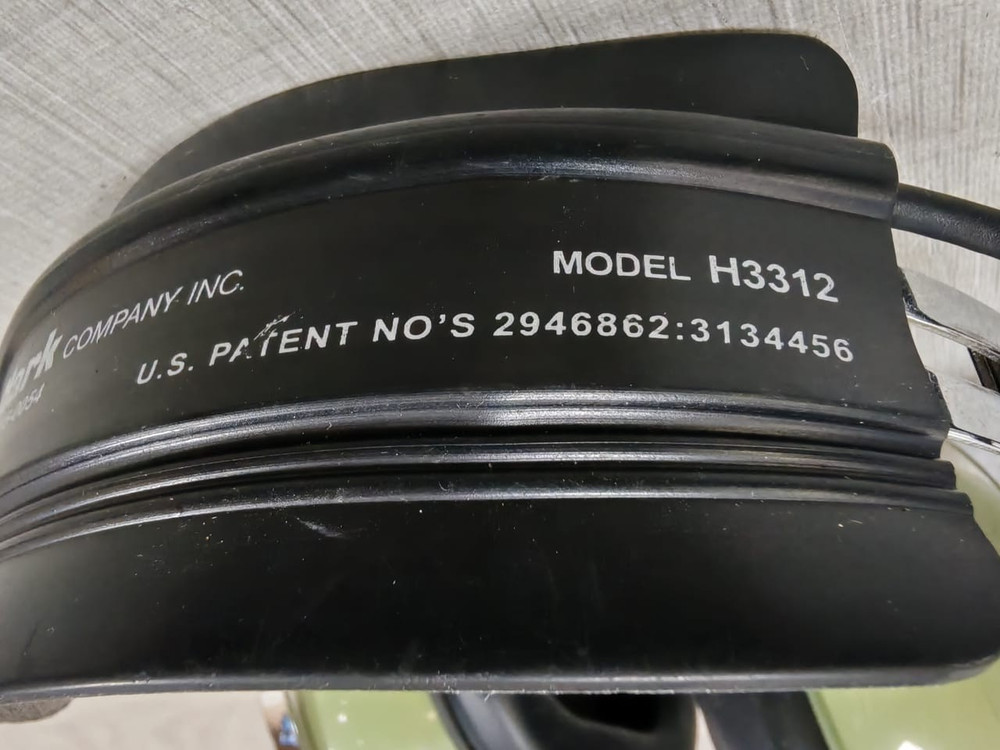 MODEL H3312
COMPANY INC.
U.S. PATENT NO'S 2946862:3134456